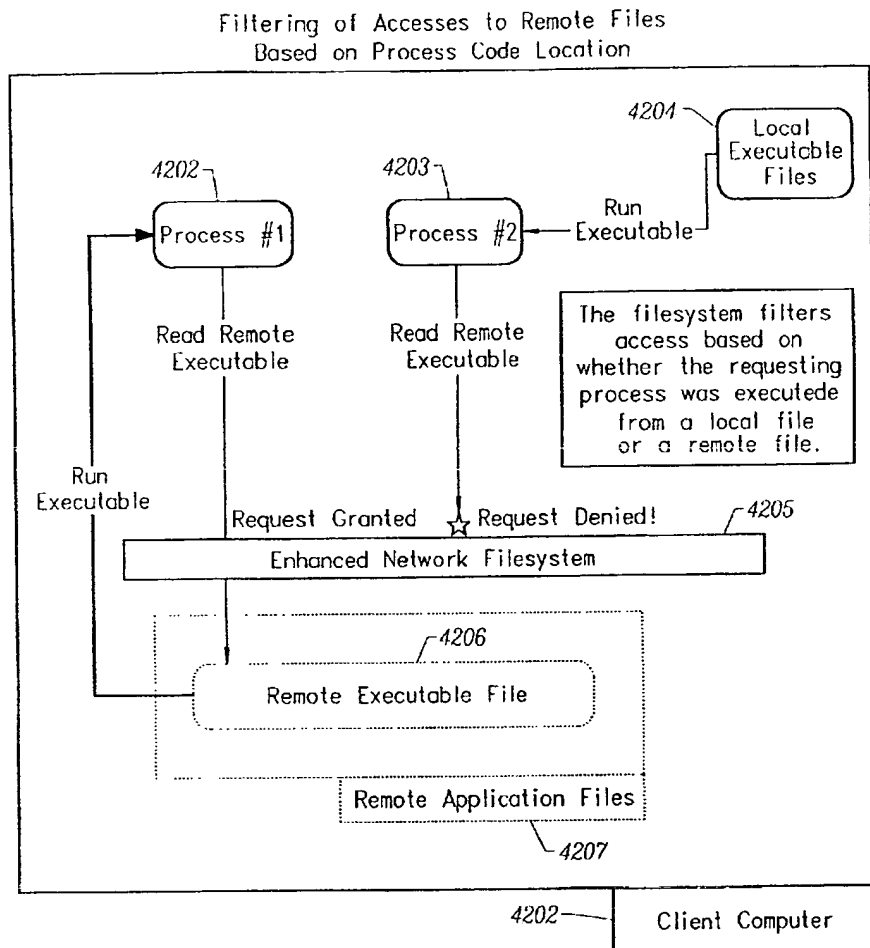 Filtering of Accesses to Remote Files
Based on Process Code Location
4204
Local
Executable
Files
4202
4203
Process #1
Process #2
Run
Executable
Read Remote
Executable
Read Remote
Executable
The filesystem filters
access based on
whether the requesting
process was executede
from a local file
or a remote file.
Run
Executable
Request Granted
Request Denied!
4205
Enhanced Network Filesystem
4206
Remote Executable File
Remote Application Files
4207
4202
Client Computer